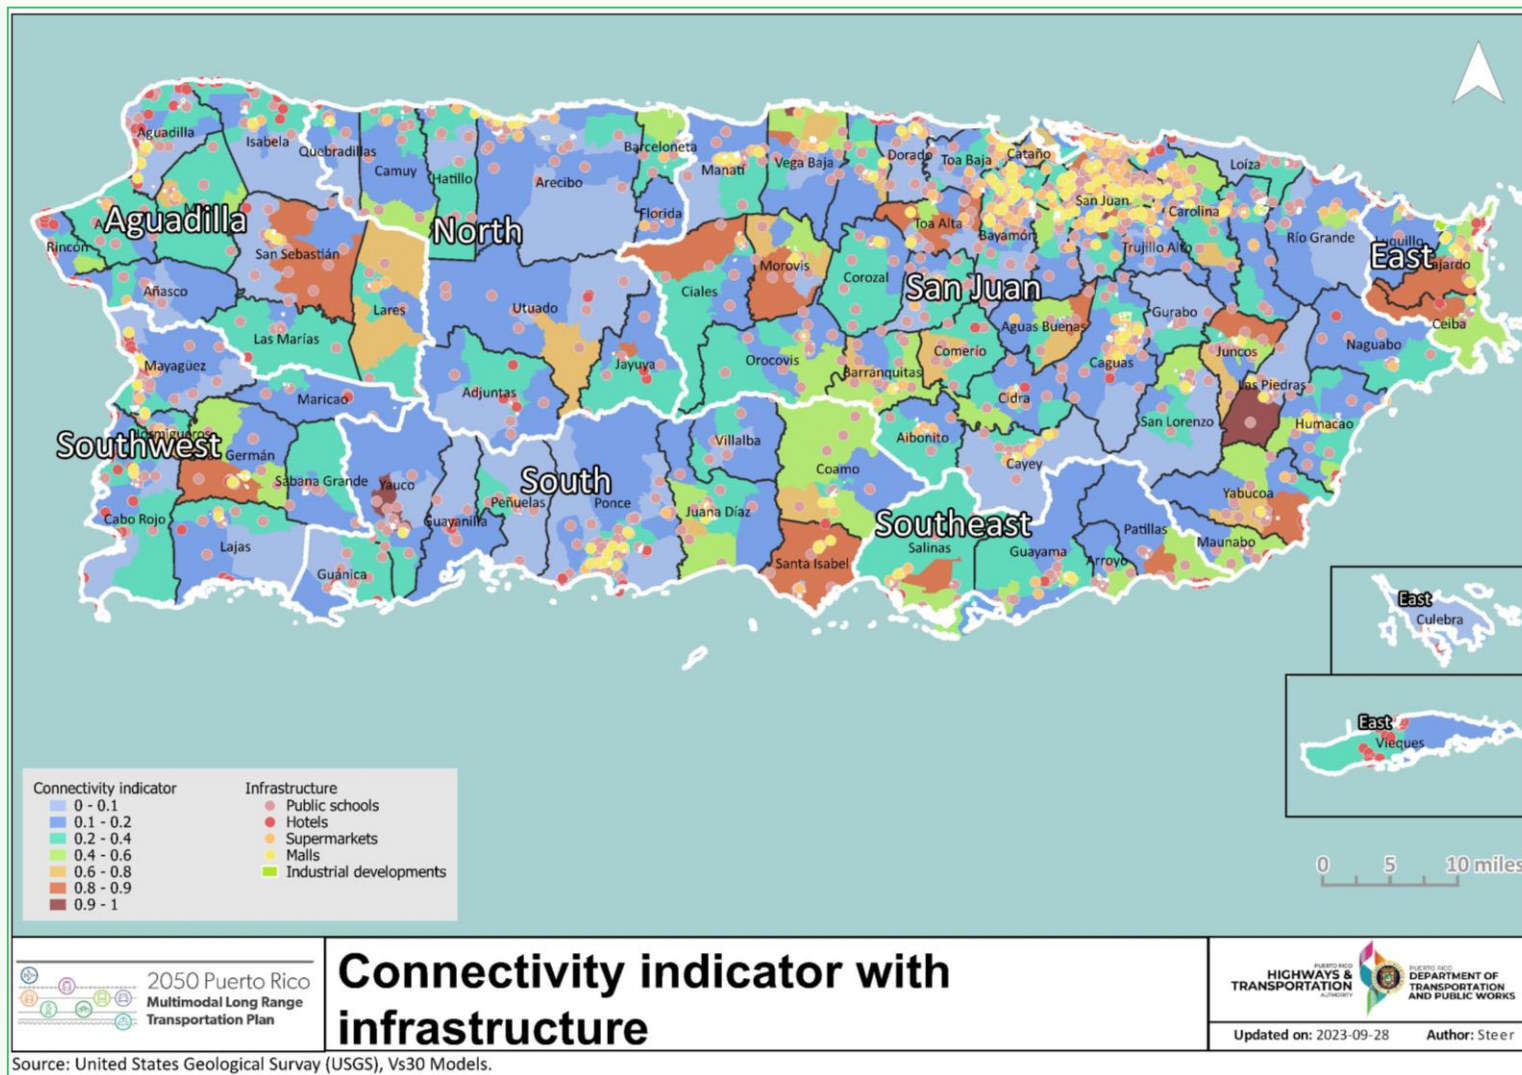 Aguadilla
Isabela
Quebradillas
Camuy
Hatillo
Arecibo
Barceloneta
Florida
Manatí
Vega Baja
Dorado
Toa Baja
Cataño
San Juan
Carolina
Loíza
Río Grande
Rincón
Aguadilla
San Sebastián
North
Ciales
Morovis
Toa Alta
Bayamón
Trujillo Alto
East
Añasco
Las Marías
Lares
Utuado
Corozal
San Juan
Aguas Buenas
Gurabo
Ceiba
Mayagüez
Maricao
Adjuntas
Jayuya
Orocovis
Barranquitas
Comerío
Cidra
Caguas
Juncos
Las Piedras
Naguabo
Southwest
Germán
Sabana Grande
Yauco
South
Villalba
Coamo
Aibonito
Cayey
San Lorenzo
Humacao
Cabo Rojo
Lajas
Guánica
Guayanilla
Peñuelas
Ponce
Juana Díaz
Santa Isabel
Southeast
Salinas
Guayama
Arroyo
Patillas
Yabucoa
Maunabo
East
Culebra
East
Vieques
Connectivity indicator
0 - 0.1
0.1 - 0.2
0.2 - 0.4
0.4 - 0.6
0.6 - 0.8
0.8 - 0.9
0.9 - 1
Infrastructure
Public schools
Hotels
Supermarkets
Malls
Industrial developments
0 5 10 miles
2050 Puerto Rico
Multimodal Long Range
Transportation Plan
Connectivity indicator with
infrastructure
PUERTO RICO
HIGHWAYS &
TRANSPORTATION
AUTHORITY
PUERTO RICO
DEPARTMENT OF
TRANSPORTATION
AND PUBLIC WORKS
Updated on: 2023-09-28 Author: Steer
Source: United States Geological Survay (USGS), Vs30 Models.